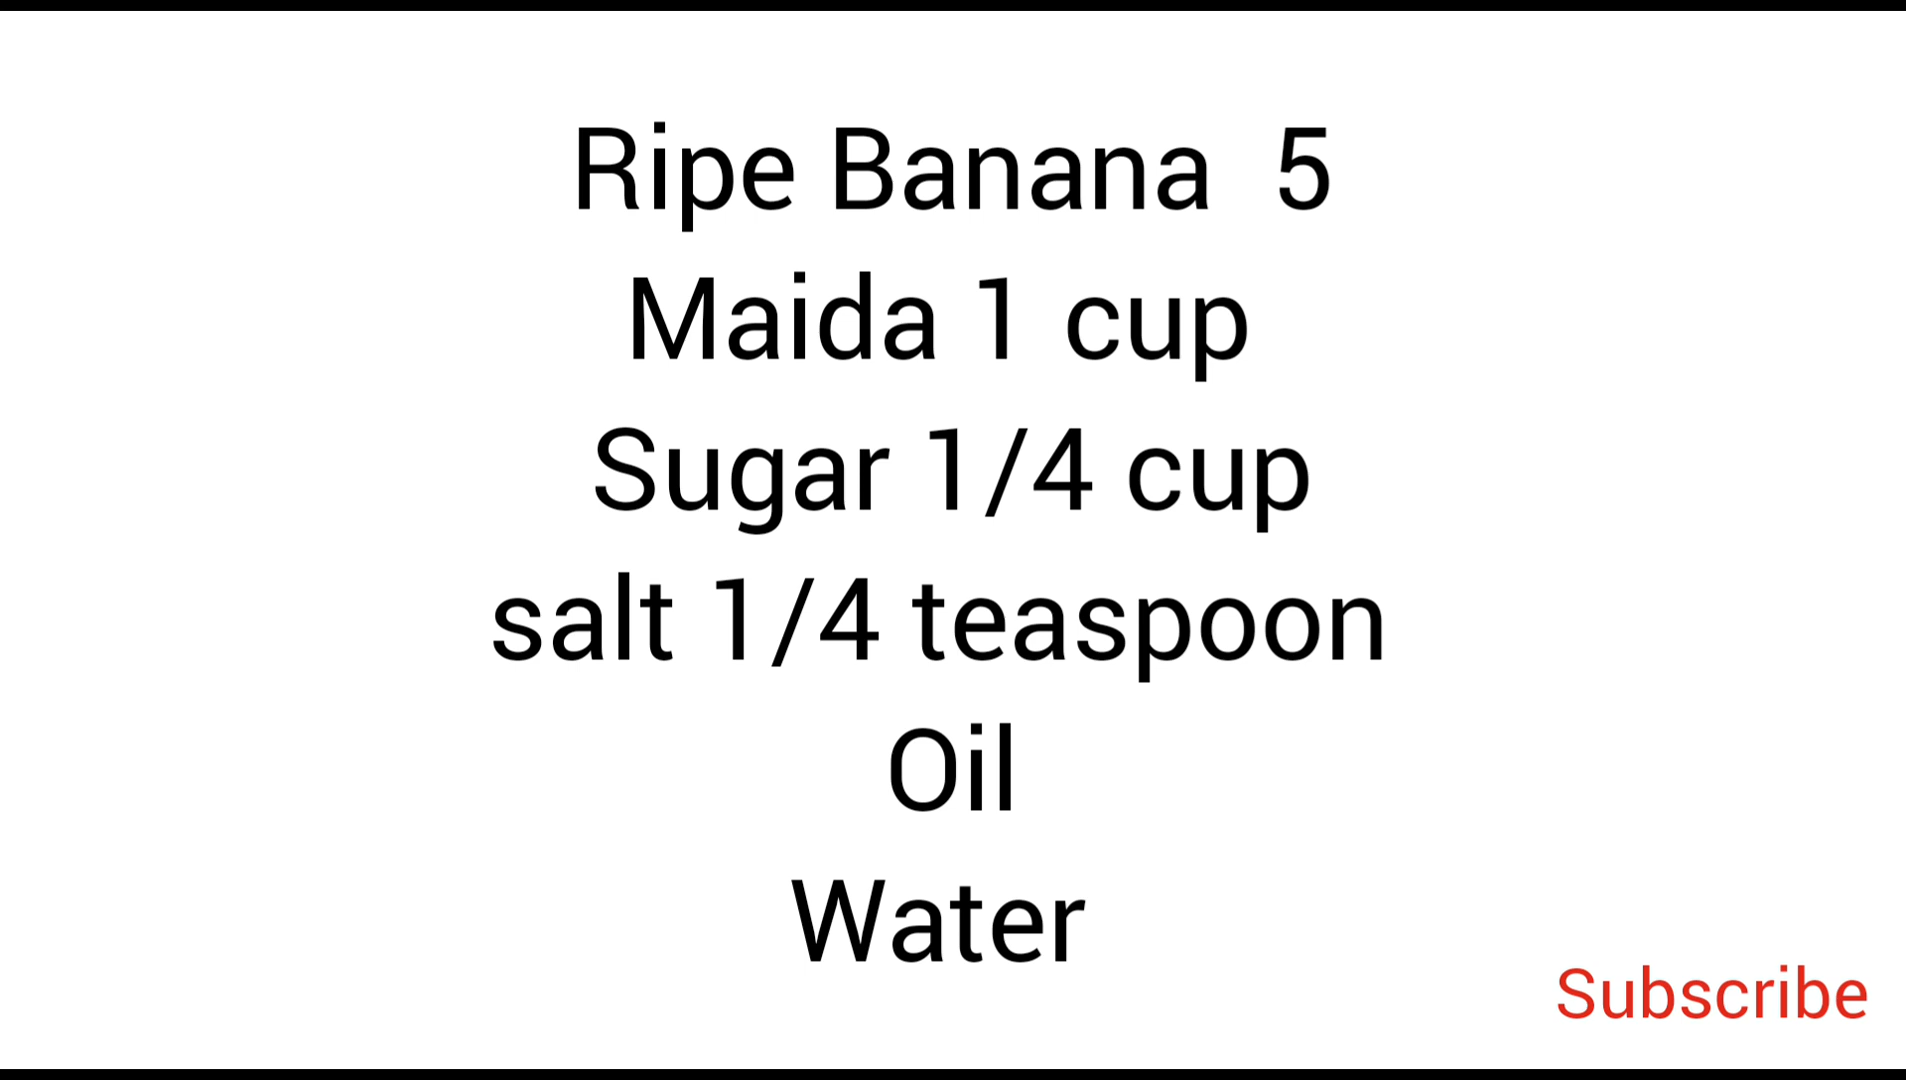 Ripe Banana  5
Maida 1 cup
Sugar 1/4 cup
salt 1/4 teaspoon
Oil
Water
Subscribe